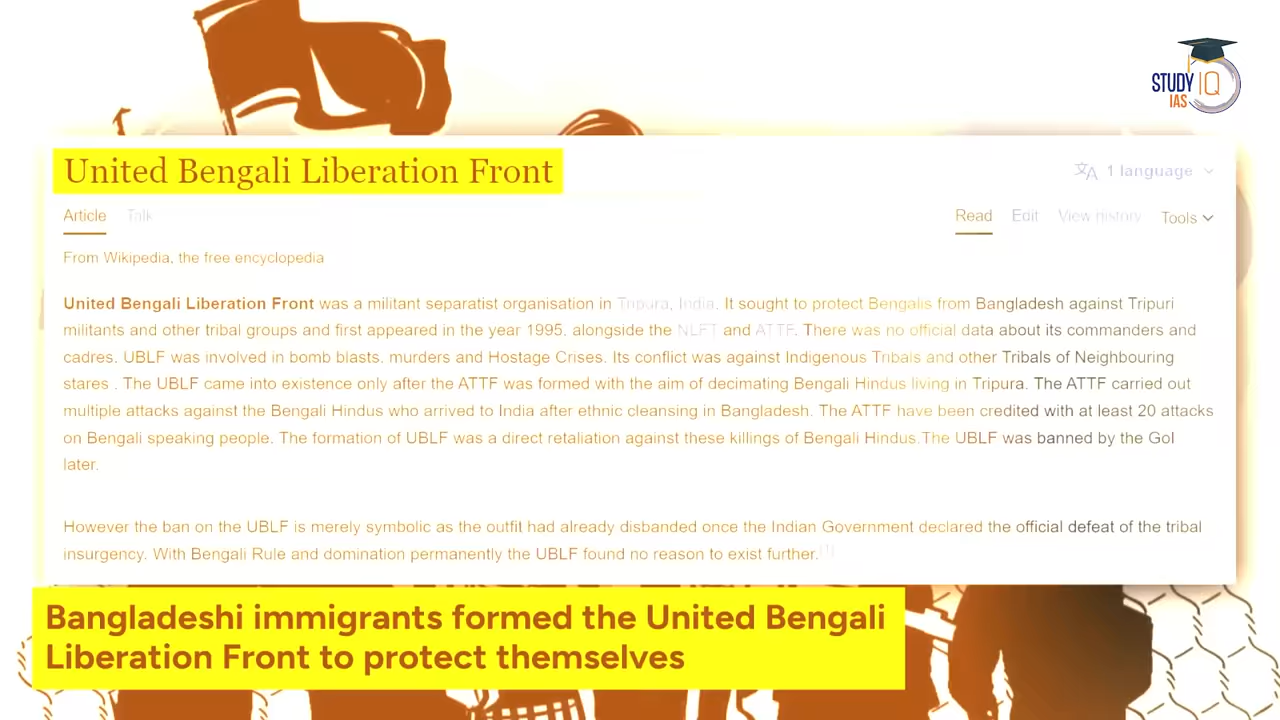 STUDY IQ
IAS
United Bengali Liberation Front
1 language
Article Talk
Read Edit View history Tools
From Wikipedia, the free encyclopedia
United Bengali Liberation Front was a militant separatist organisation in Tripura, India. It sought to protect Bengalis from Bangladesh against Tripuri
militants and other tribal groups and first appeared in the year 1995, alongside the NLFT and ATTF. There was no official data about its commanders and
cadres. UBLF was involved in bomb blasts, murders and Hostage Crises. Its conflict was against Indigenous Tribals and other Tribals of Neighbouring
stares . The UBLF came into existence only after the ATTF was formed with the aim of decimating Bengali Hindus living in Tripura. The ATTF carried out
multiple attacks against the Bengali Hindus who arrived to India after ethnic cleansing in Bangladesh. The ATTF have been credited with at least 20 attacks
on Bengali speaking people. The formation of UBLF was a direct retaliation against these killings of Bengali Hindus.The UBLF was banned by the GoI
later.
However the ban on the UBLF is merely symbolic as the outfit had already disbanded once the Indian Government declared the official defeat of the tribal
insurgency. With Bengali Rule and domination permanently the UBLF found no reason to exist further.[1]
Bangladeshi immigrants formed the United Bengali
Liberation Front to protect themselves